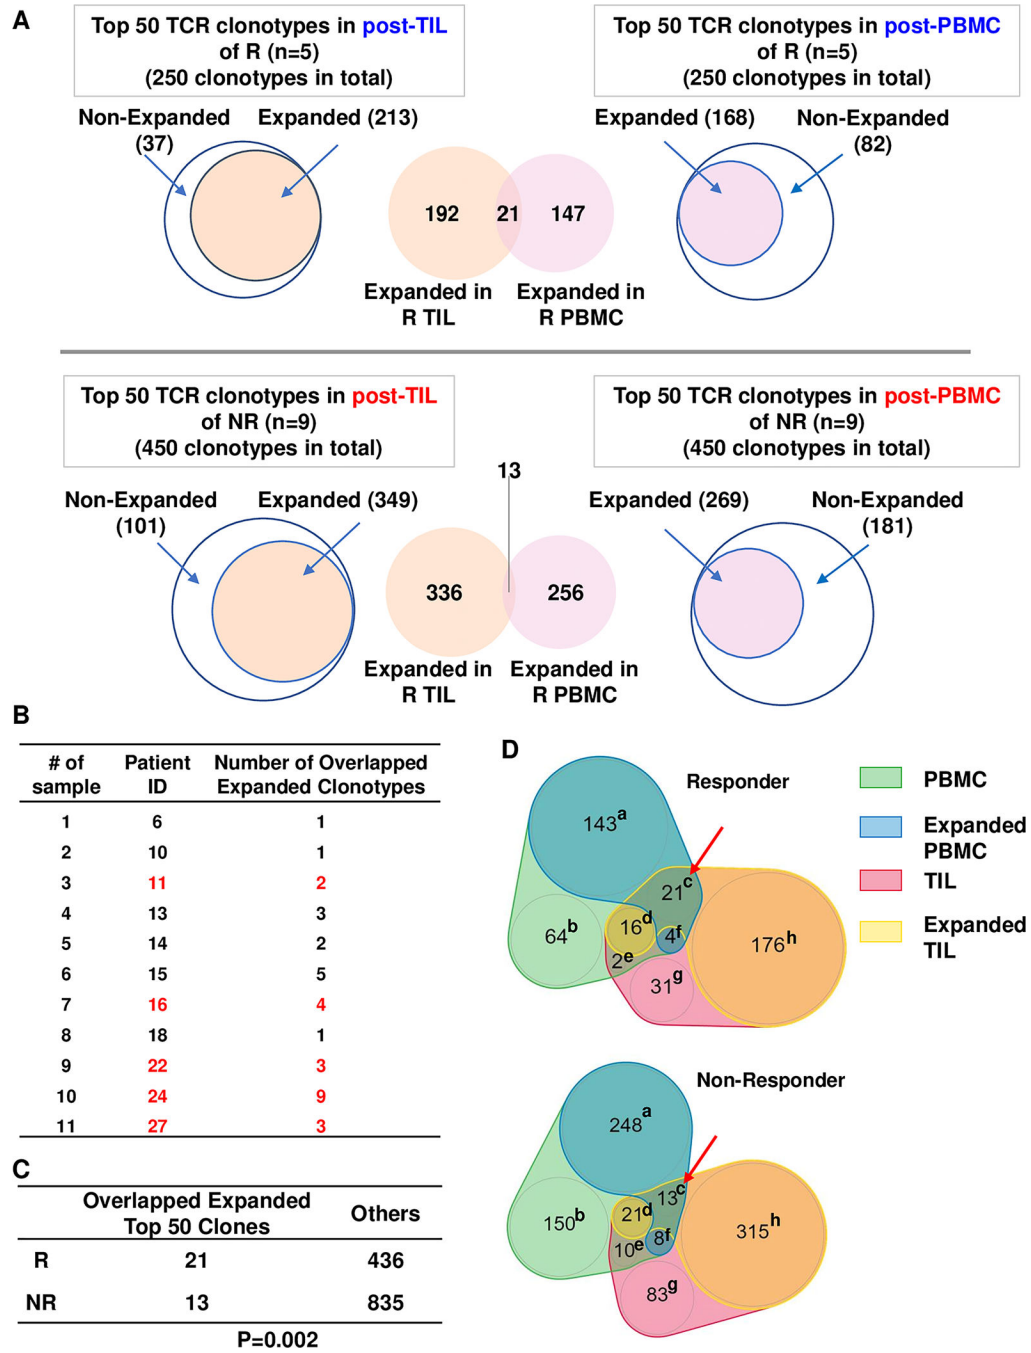 A
Top 50 TCR clonotypes in post-TIL
of R (n=5)
(250 clonotypes in total)
Top 50 TCR clonotypes in post-PBMC
of R (n=5)
(250 clonotypes in total)
Non-Expanded
(37)
Expanded (213)
192
21
147
Expanded in
R TIL
Expanded in
R PBMC
Expanded (168)
Non-Expanded
(82)
Top 50 TCR clonotypes in post-TIL
of NR (n=9)
(450 clonotypes in total)
Top 50 TCR clonotypes in post-PBMC
of NR (n=9)
(450 clonotypes in total)
Non-Expanded
(101)
Expanded (349)
13
336
256
Expanded in
R TIL
Expanded in
R PBMC
Expanded (269)
Non-Expanded
(181)
B
# of sample Patient ID Number of Overlapped Expanded Clonotypes
1 6 1
2 10 1
3 11 2
4 13 3
5 14 2
6 15 5
7 16 4
8 18 1
9 22 3
10 24 9
11 27 3
C
Overlapped Expanded Top 50 Clones Others
R 21 436
NR 13 835
P=0.002
D
Responder
143a
21c
16d
4f
64b
2e
31g
176h
PBMC
Expanded
PBMC
TIL
Expanded
TIL
Non-Responder
248a
13c
21d
8f
150b
10e
83g
315h